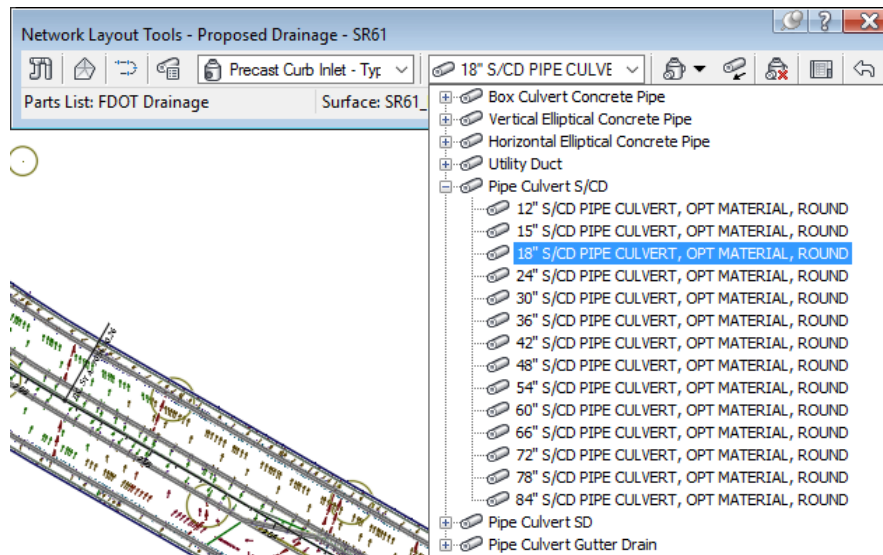 Network Layout Tools - Proposed Drainage - SR61
Precast Curb Inlet - Typ
18" S/CD PIPE CULVE
Parts List: FDOT Drainage
Surface: SR61_
Box Culvert Concrete Pipe
Vertical Elliptical Concrete Pipe
Horizontal Elliptical Concrete Pipe
Utility Duct
Pipe Culvert S/CD
12" S/CD PIPE CULVERT, OPT MATERIAL, ROUND
15" S/CD PIPE CULVERT, OPT MATERIAL, ROUND
18" S/CD PIPE CULVERT, OPT MATERIAL, ROUND
24" S/CD PIPE CULVERT, OPT MATERIAL, ROUND
30" S/CD PIPE CULVERT, OPT MATERIAL, ROUND
36" S/CD PIPE CULVERT, OPT MATERIAL, ROUND
42" S/CD PIPE CULVERT, OPT MATERIAL, ROUND
48" S/CD PIPE CULVERT, OPT MATERIAL, ROUND
54" S/CD PIPE CULVERT, OPT MATERIAL, ROUND
60" S/CD PIPE CULVERT, OPT MATERIAL, ROUND
66" S/CD PIPE CULVERT, OPT MATERIAL, ROUND
72" S/CD PIPE CULVERT, OPT MATERIAL, ROUND
78" S/CD PIPE CULVERT, OPT MATERIAL, ROUND
84" S/CD PIPE CULVERT, OPT MATERIAL, ROUND
Pipe Culvert SD
Pipe Culvert Gutter Drain